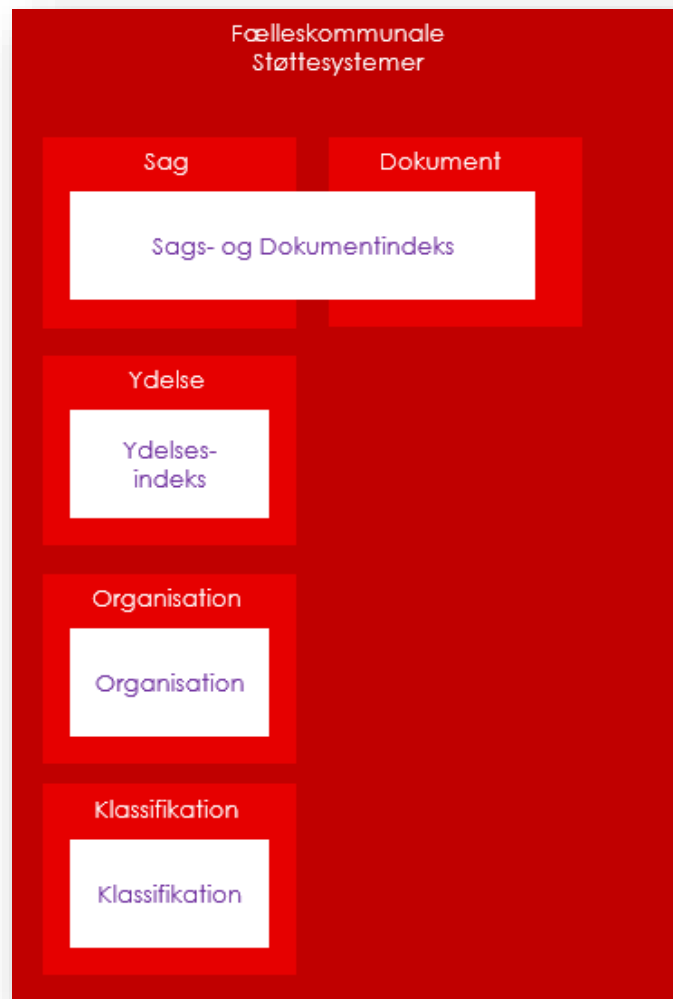 Fælleskommunale
Støttesystemer
Sag
Dokument
Sags- og Dokumentindeks
Ydelse
Ydelses-
indeks
Organisation
Organisation
Klassifikation
Klassifikation